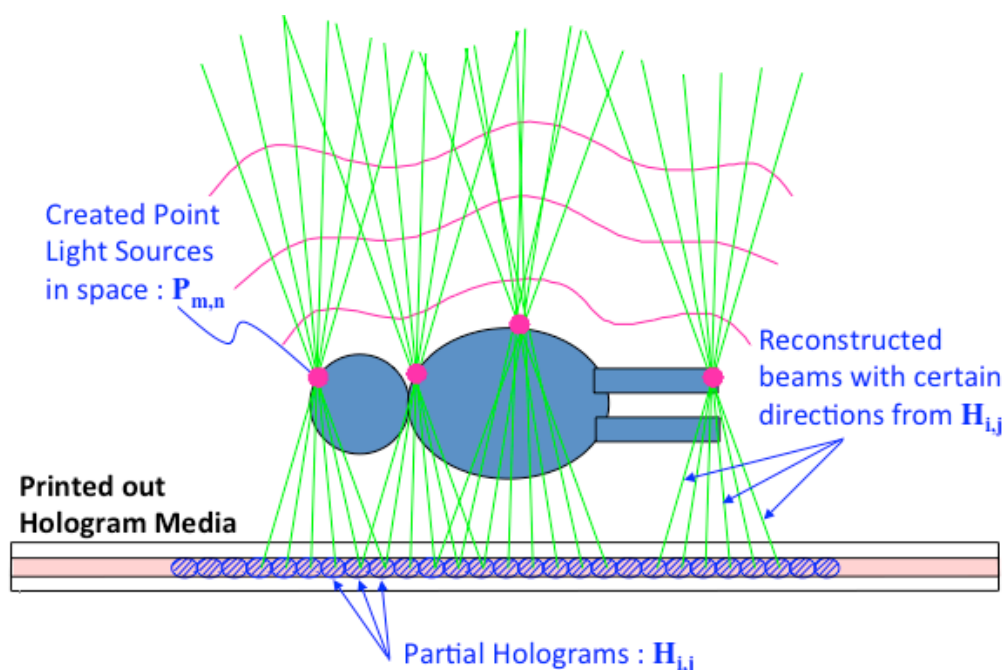 Created Point
Light Sources
in space : Pm,n
Reconstructed
beams with certain
directions from Hi,j
Printed out
Hologram Media
Partial Holograms : Hi,j